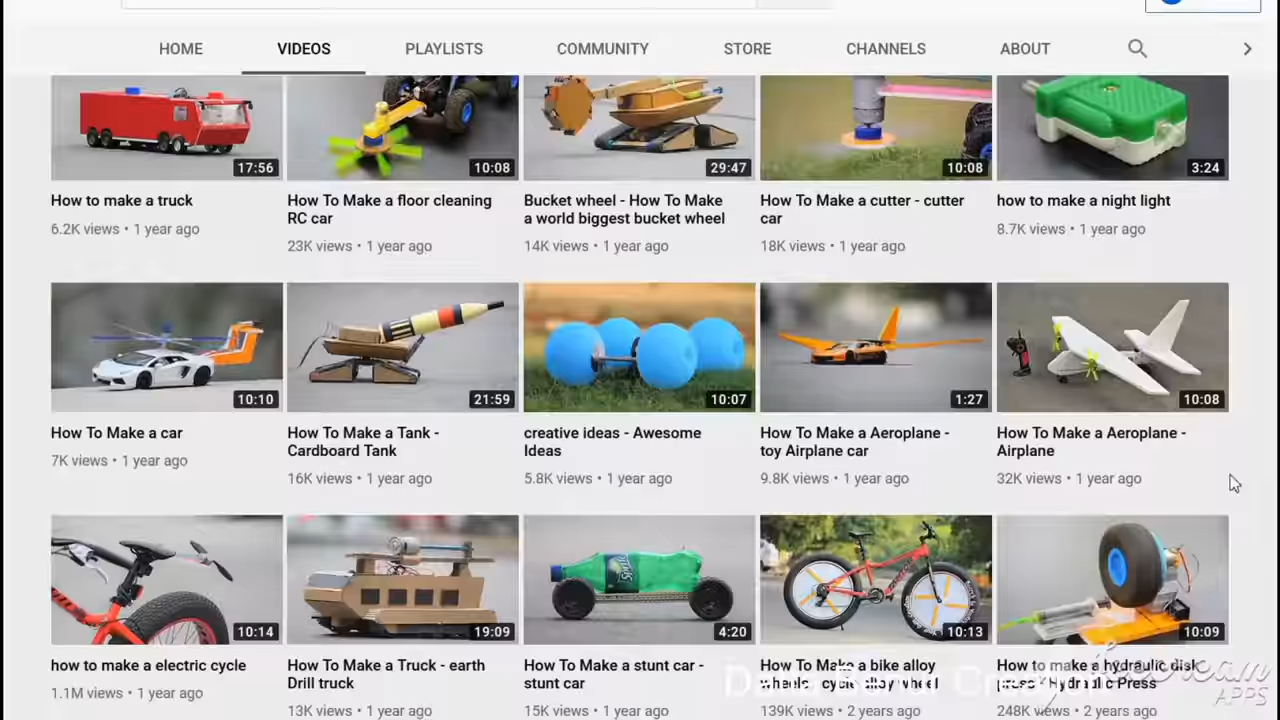 HOME VIDEOS PLAYLISTS COMMUNITY STORE CHANNELS ABOUT
17:56 10:08 29:47 10:08 3:24
How to make a truck
6.2K views • 1 year ago
How To Make a floor cleaning
RC car
23K views • 1 year ago
Bucket wheel - How To Make
a world biggest bucket wheel
14K views • 1 year ago
How To Make a cutter - cutter
car
18K views • 1 year ago
how to make a night light
8.7K views • 1 year ago
10:10 21:59 10:07 1:27 10:08
How To Make a car
7K views • 1 year ago
How To Make a Tank -
Cardboard Tank
16K views • 1 year ago
creative ideas - Awesome
Ideas
5.8K views • 1 year ago
How To Make a Aeroplane -
toy Airplane car
9.8K views • 1 year ago
How To Make a Aeroplane -
Airplane
32K views • 1 year ago
10:14 19:09 4:20 10:13 10:09
how to make a electric cycle
1.1M views • 1 year ago
How To Make a Truck - earth
Drill truck
13K views • 1 year ago
How To Make a stunt car -
stunt car
15K views • 1 year ago
How To Make a bike alloy
wheels - cycle alloy wheel
139K views • 2 years ago
How to make a hydraulic disk
press - Hydraulic Press
248K views • 2 years ago
Icecream
APPS